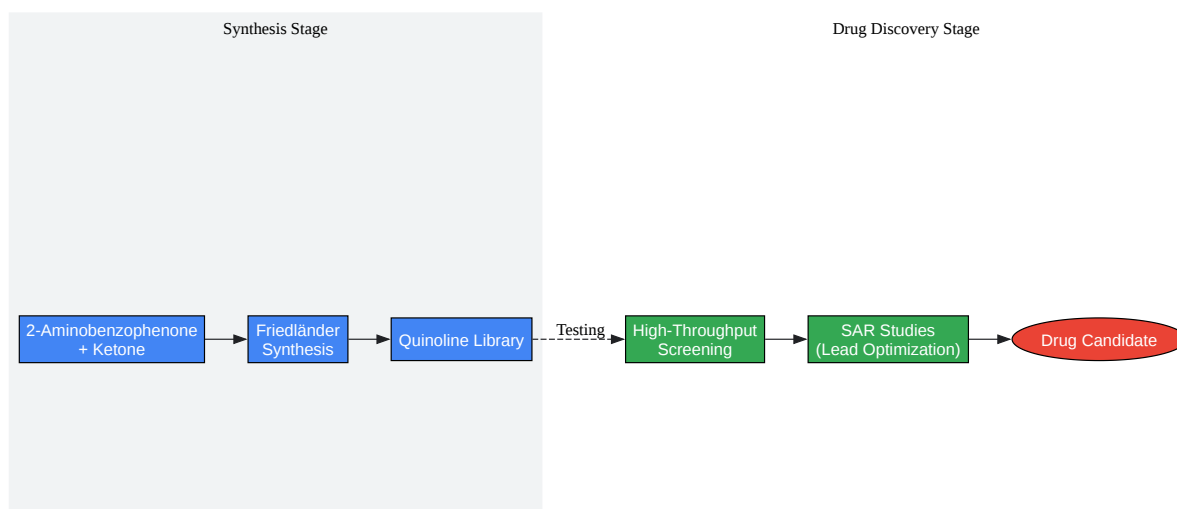 Synthesis Stage
Drug Discovery Stage
2-Aminobenzophenone
+ Ketone
Friedländer
Synthesis
Quinoline Library
Testing
High-Throughput
Screening
SAR Studies
(Lead Optimization)
Drug Candidate